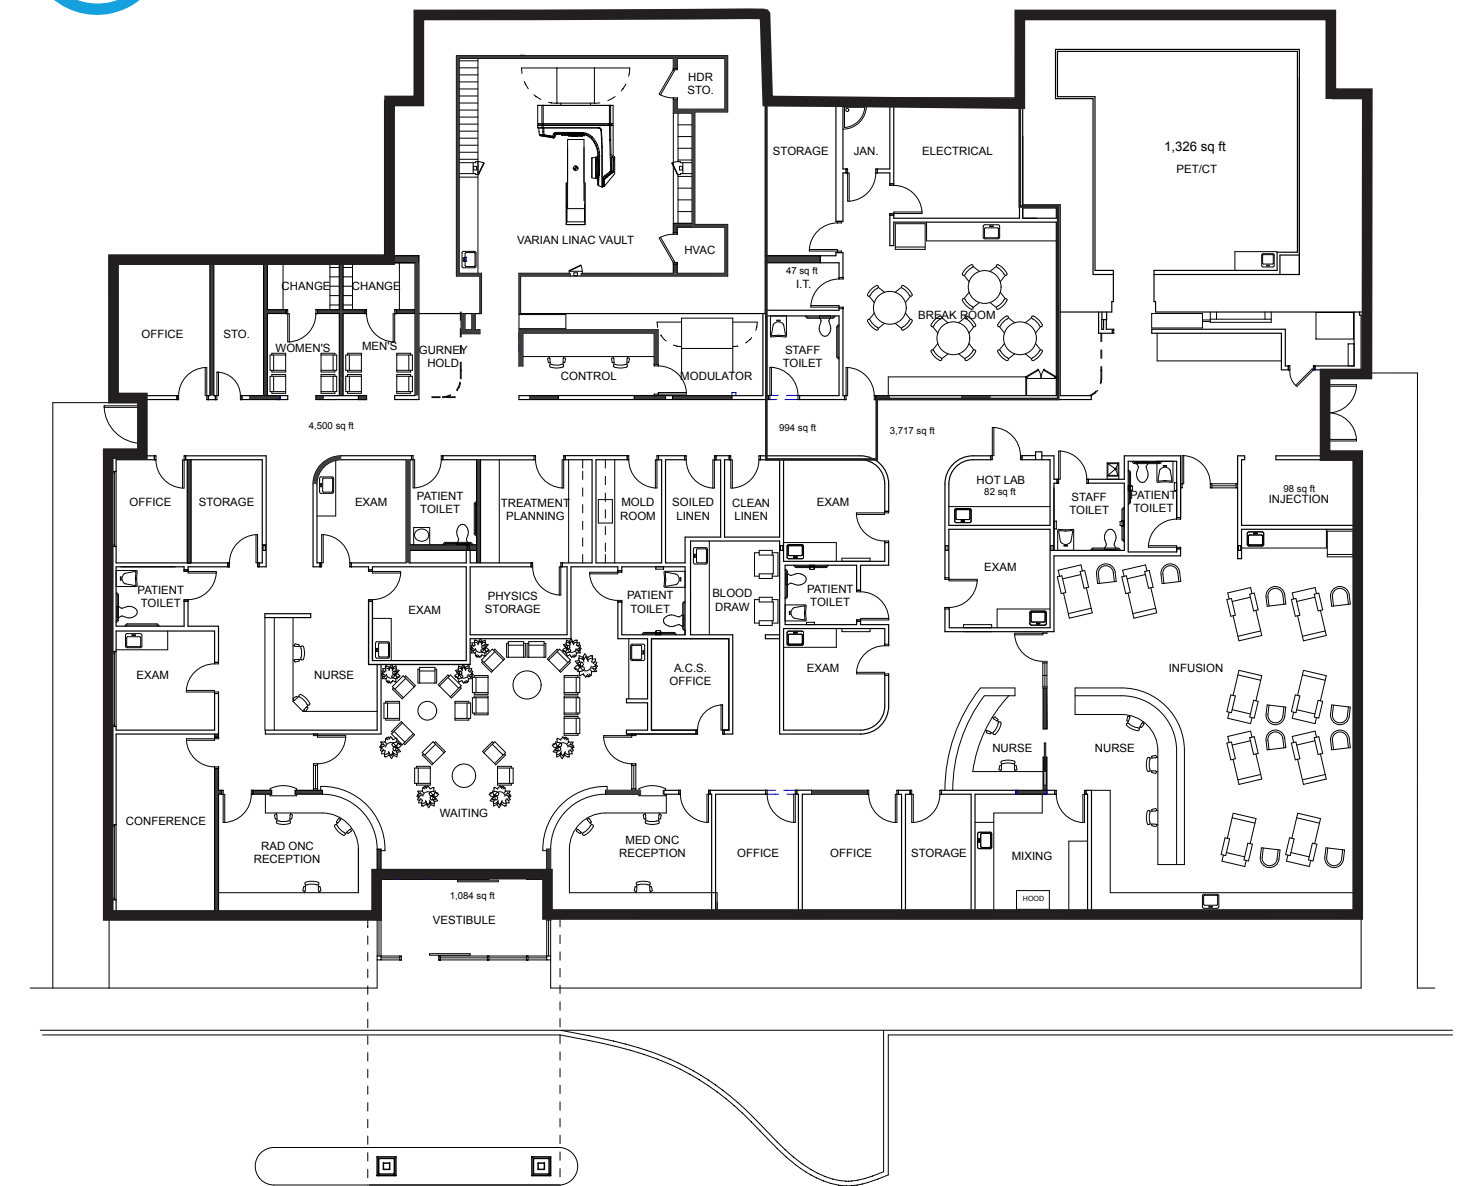 HDR
STO.
STORAGE
JAN.
ELECTRICAL
1,326 sq ft
PET/CT
VARIAN LINAC VAULT
HVAC
47 sq ft
I.T.
CHANGE
CHANGE
OFFICE
STO.
WOMEN'S
MEN'S
GURNEY
HOLD
CONTROL
MODULATOR
STAFF
TOILET
BREAK ROOM
4,500 sq ft
994 sq ft
3,717 sq ft
OFFICE
STORAGE
EXAM
PATIENT
TOILET
TREATMENT
PLANNING
MOLD
ROOM
SOILED
LINEN
CLEAN
LINEN
EXAM
HOT LAB
82 sq ft
STAFF
TOILET
PATIENT
TOILET
98 sq ft
INJECTION
PATIENT
TOILET
EXAM
PHYSICS
STORAGE
PATIENT
TOILET
BLOOD
DRAW
PATIENT
TOILET
EXAM
EXAM
NURSE
A.C.S.
OFFICE
EXAM
INFUSION
NURSE
NURSE
CONFERENCE
WAITING
RAD ONC
RECEPTION
MED ONC
RECEPTION
OFFICE
OFFICE
STORAGE
MIXING
HOOD
1,084 sq ft
VESTIBULE